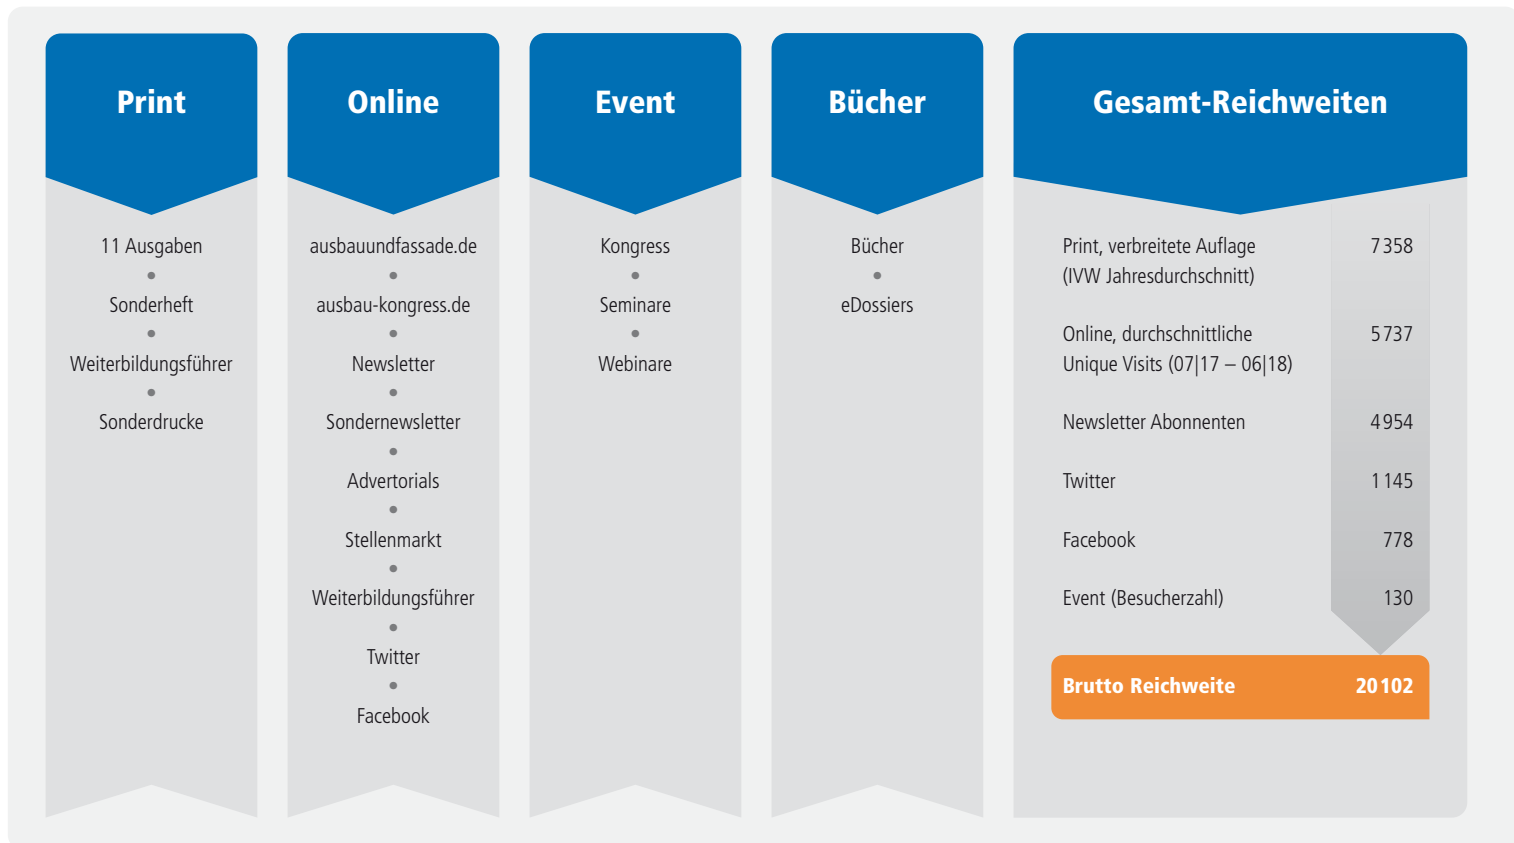 Print
11 Ausgaben
•
Sonderheft
•
Weiterbildungsführer
•
Sonderdrucke
Online
ausbauundfassade.de
•
ausbau-kongress.de
•
Newsletter
•
Sondernewsletter
•
Advertorials
•
Stellenmarkt
•
Weiterbildungsführer
•
Twitter
•
Facebook
Event
Kongress
•
Seminare
•
Webinare
Bücher
Bücher
•
eDossiers
Gesamt-Reichweiten
Print, verbreitete Auflage 7 358
(IVW Jahresdurchschnitt)
Online, durchschnittliche 5 737
Unique Visits (07|17 – 06|18)
Newsletter Abonnenten 4 954
Twitter 1 145
Facebook 778
Event (Besucherzahl) 130
Brutto Reichweite 20 102